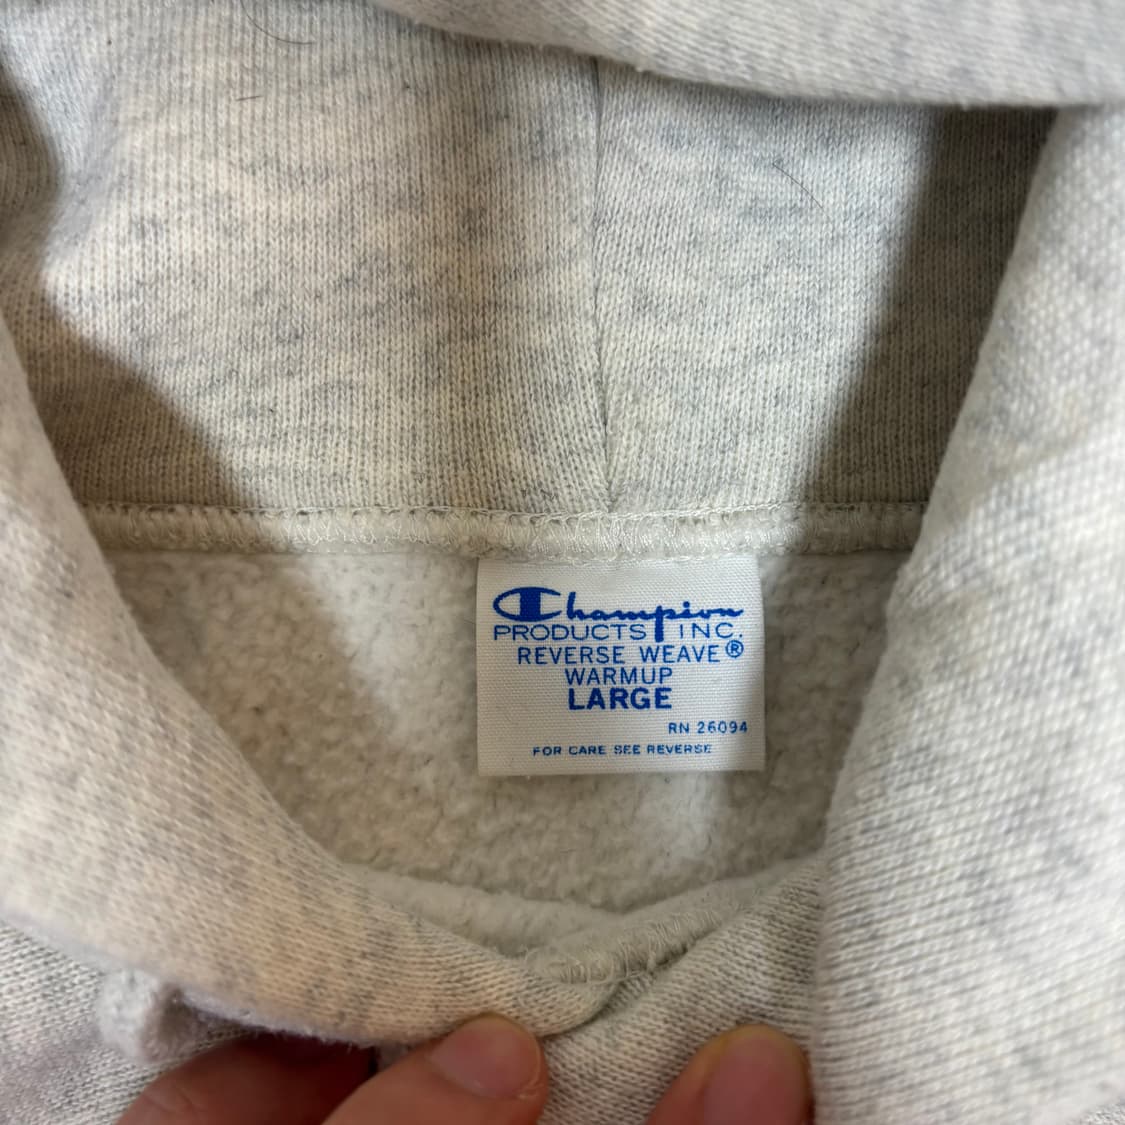 Champion
PRODUCTS INC.
REVERSE WEAVE®
WARMUP
LARGE
RN 26094
FOR CARE SEE REVERSE